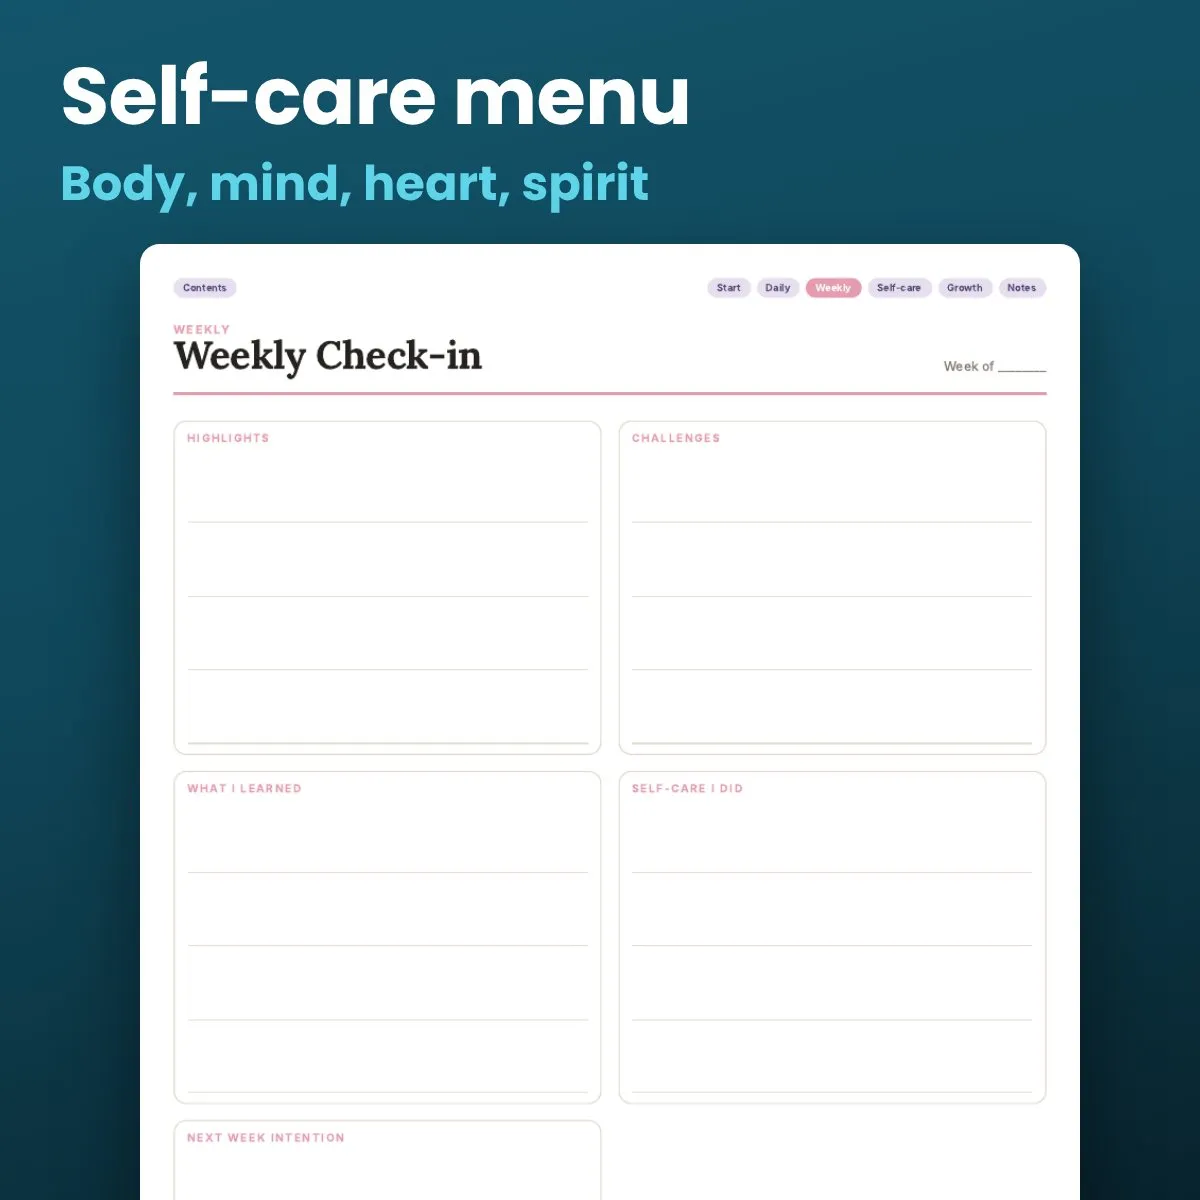 Self-care menu
Body, mind, heart, spirit
Contents Start Daily Weekly Self-care Growth Notes
WEEKLY
Weekly Check-in
Week of _______
HIGHLIGHTS CHALLENGES
WHAT I LEARNED SELF-CARE I DID
NEXT WEEK INTENTION